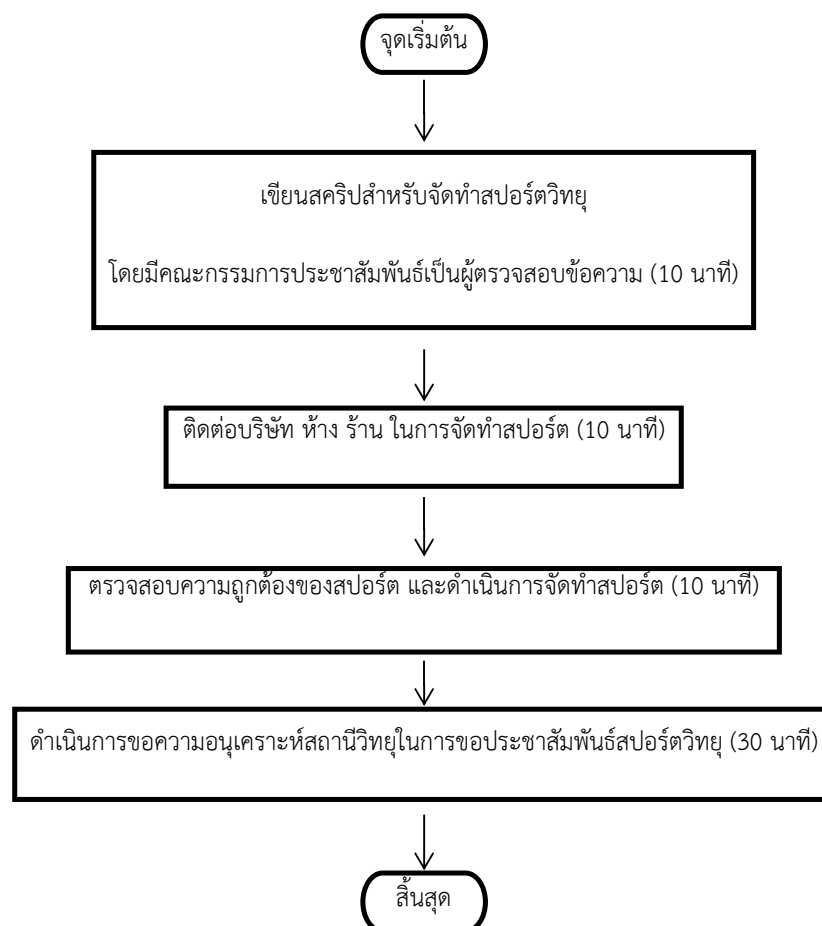 จุดเริ่มต้น
เขียนสคริปสำหรับจัดทำสปอร์ตวิทยุ
โดยมีคณะกรรมการประชาสัมพันธ์เป็นผู้ตรวจสอบข้อความ (10 นาที)
ติดต่อบริษัท ห้าง ร้าน ในการจัดทำสปอร์ต (10 นาที)
ตรวจสอบความถูกต้องของสปอร์ต และดำเนินการจัดทำสปอร์ต (10 นาที)
ดำเนินการขอความอนุเคราะห์สถานีวิทยุในการขอประชาสัมพันธ์สปอร์ตวิทยุ (30 นาที)
สิ้นสุด